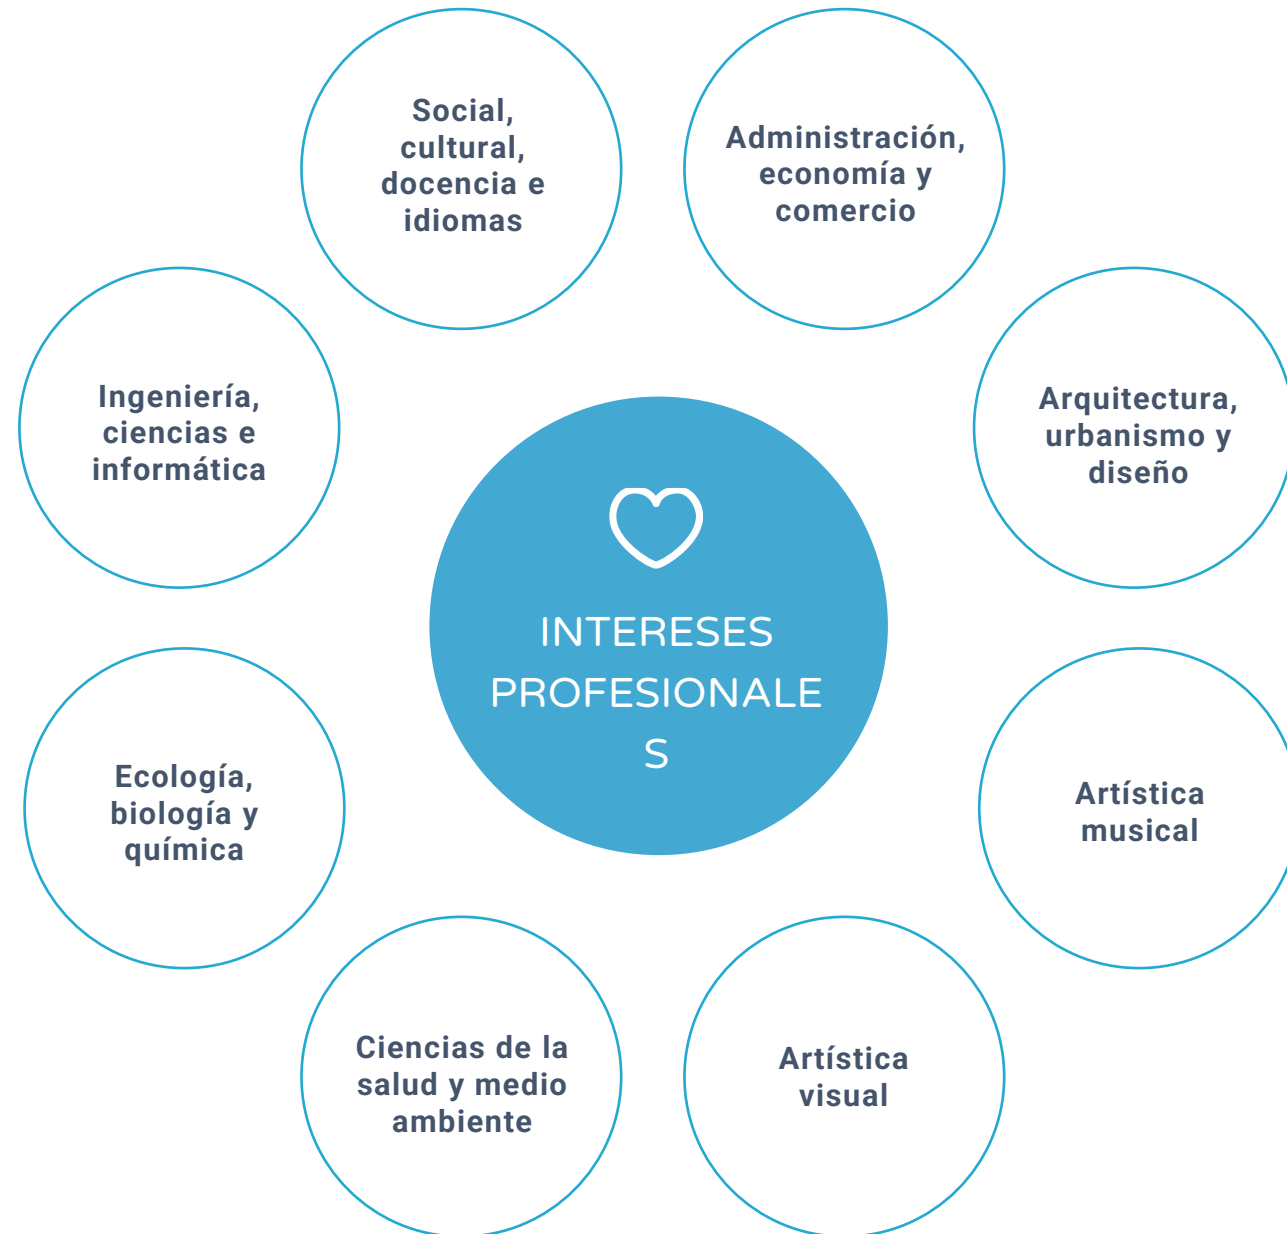 Social,
cultural,
docencia e
idiomas
Administración,
economía y
comercio
Ingeniería,
ciencias e
informática
Arquitectura,
urbanismo y
diseño
INTERESES
PROFESIONALE
S
Ecología,
biología y
química
Artística
musical
Ciencias de la
salud y medio
ambiente
Artística
visual